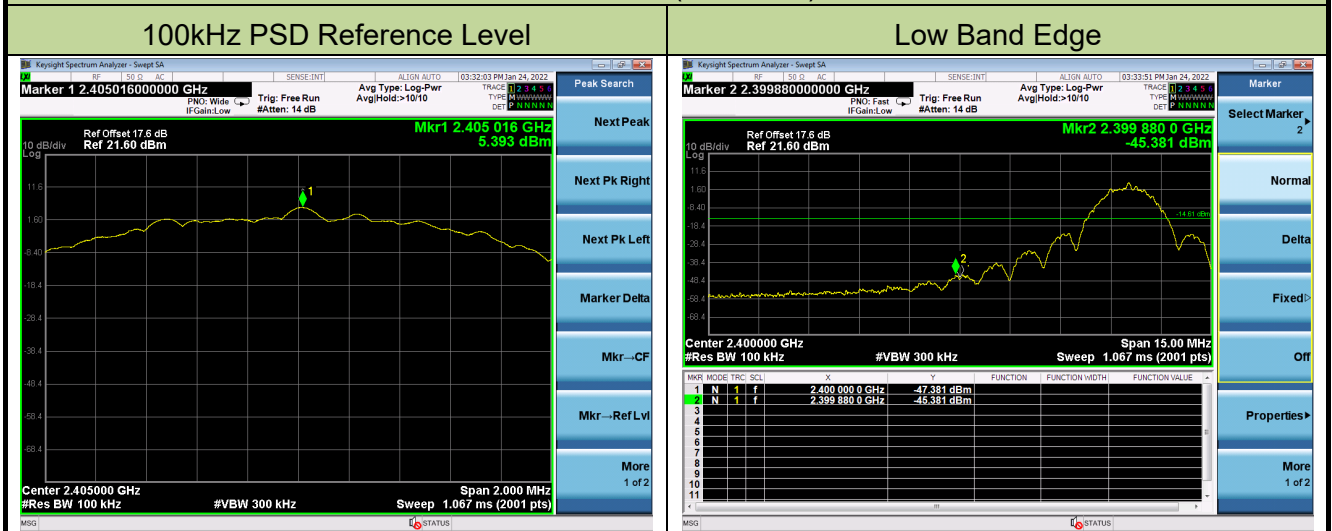 100kHz PSD Reference Level
Low Band Edge
Keysight Spectrum Analyzer - Swept SA
RF 50 Ω AC SENSE:INT ALIGN AUTO 03:32:03 PM Jan 24, 2022
Marker 1 2.405016000000 GHz
PNO: Wide
IFGain:Low
Trig: Free Run
#Atten: 14 dB
Avg Type: Log-Pwr
Avg|Hold:>10/10
TRACE 1 2 3 4 5 6
TYPE M W W W W W
DET P N N N N N
Mkr1 2.405 016 GHz
5.393 dBm
Ref Offset 17.6 dB
10 dB/div Ref 21.60 dBm
Log
11.6
1.60
-8.40
-18.4
-28.4
-38.4
-48.4
-58.4
-68.4
1
Center 2.405000 GHz Span 2.000 MHz
#Res BW 100 kHz #VBW 300 kHz Sweep 1.067 ms (2001 pts)
MSG STATUS
Peak Search
Next Peak
Next Pk Right
Next Pk Left
Marker Delta
Mkr→CF
Mkr→Ref Lvl
More
1 of 2
Keysight Spectrum Analyzer - Swept SA
RF 50 Ω AC SENSE:INT ALIGN AUTO 03:33:51 PM Jan 24, 2022
Marker 2 2.399880000000 GHz
PNO: Fast
IFGain:Low
Trig: Free Run
#Atten: 14 dB
Avg Type: Log-Pwr
Avg|Hold:>10/10
TRACE 1 2 3 4 5 6
TYPE M W W W W W
DET P N N N N N
Mkr2 2.399 880 0 GHz
-45.381 dBm
Ref Offset 17.6 dB
10 dB/div Ref 21.60 dBm
Log
11.6
1.60
-8.40
-18.4
-28.4
-38.4
-48.4
-58.4
-68.4
-14.61 dBm
2
Center 2.400000 GHz Span 15.00 MHz
#Res BW 100 kHz #VBW 300 kHz Sweep 1.067 ms (2001 pts)
MKR MODE TRC SCL X Y FUNCTION FUNCTION WIDTH FUNCTION VALUE
1 N 1 f 2.400 000 0 GHz -47.381 dBm
2 N 1 f 2.399 880 0 GHz -45.381 dBm
3
4
5
6
7
8
9
10
11
MSG STATUS
Marker
Select Marker
2
Normal
Delta
Fixed
Off
Properties
More
1 of 2